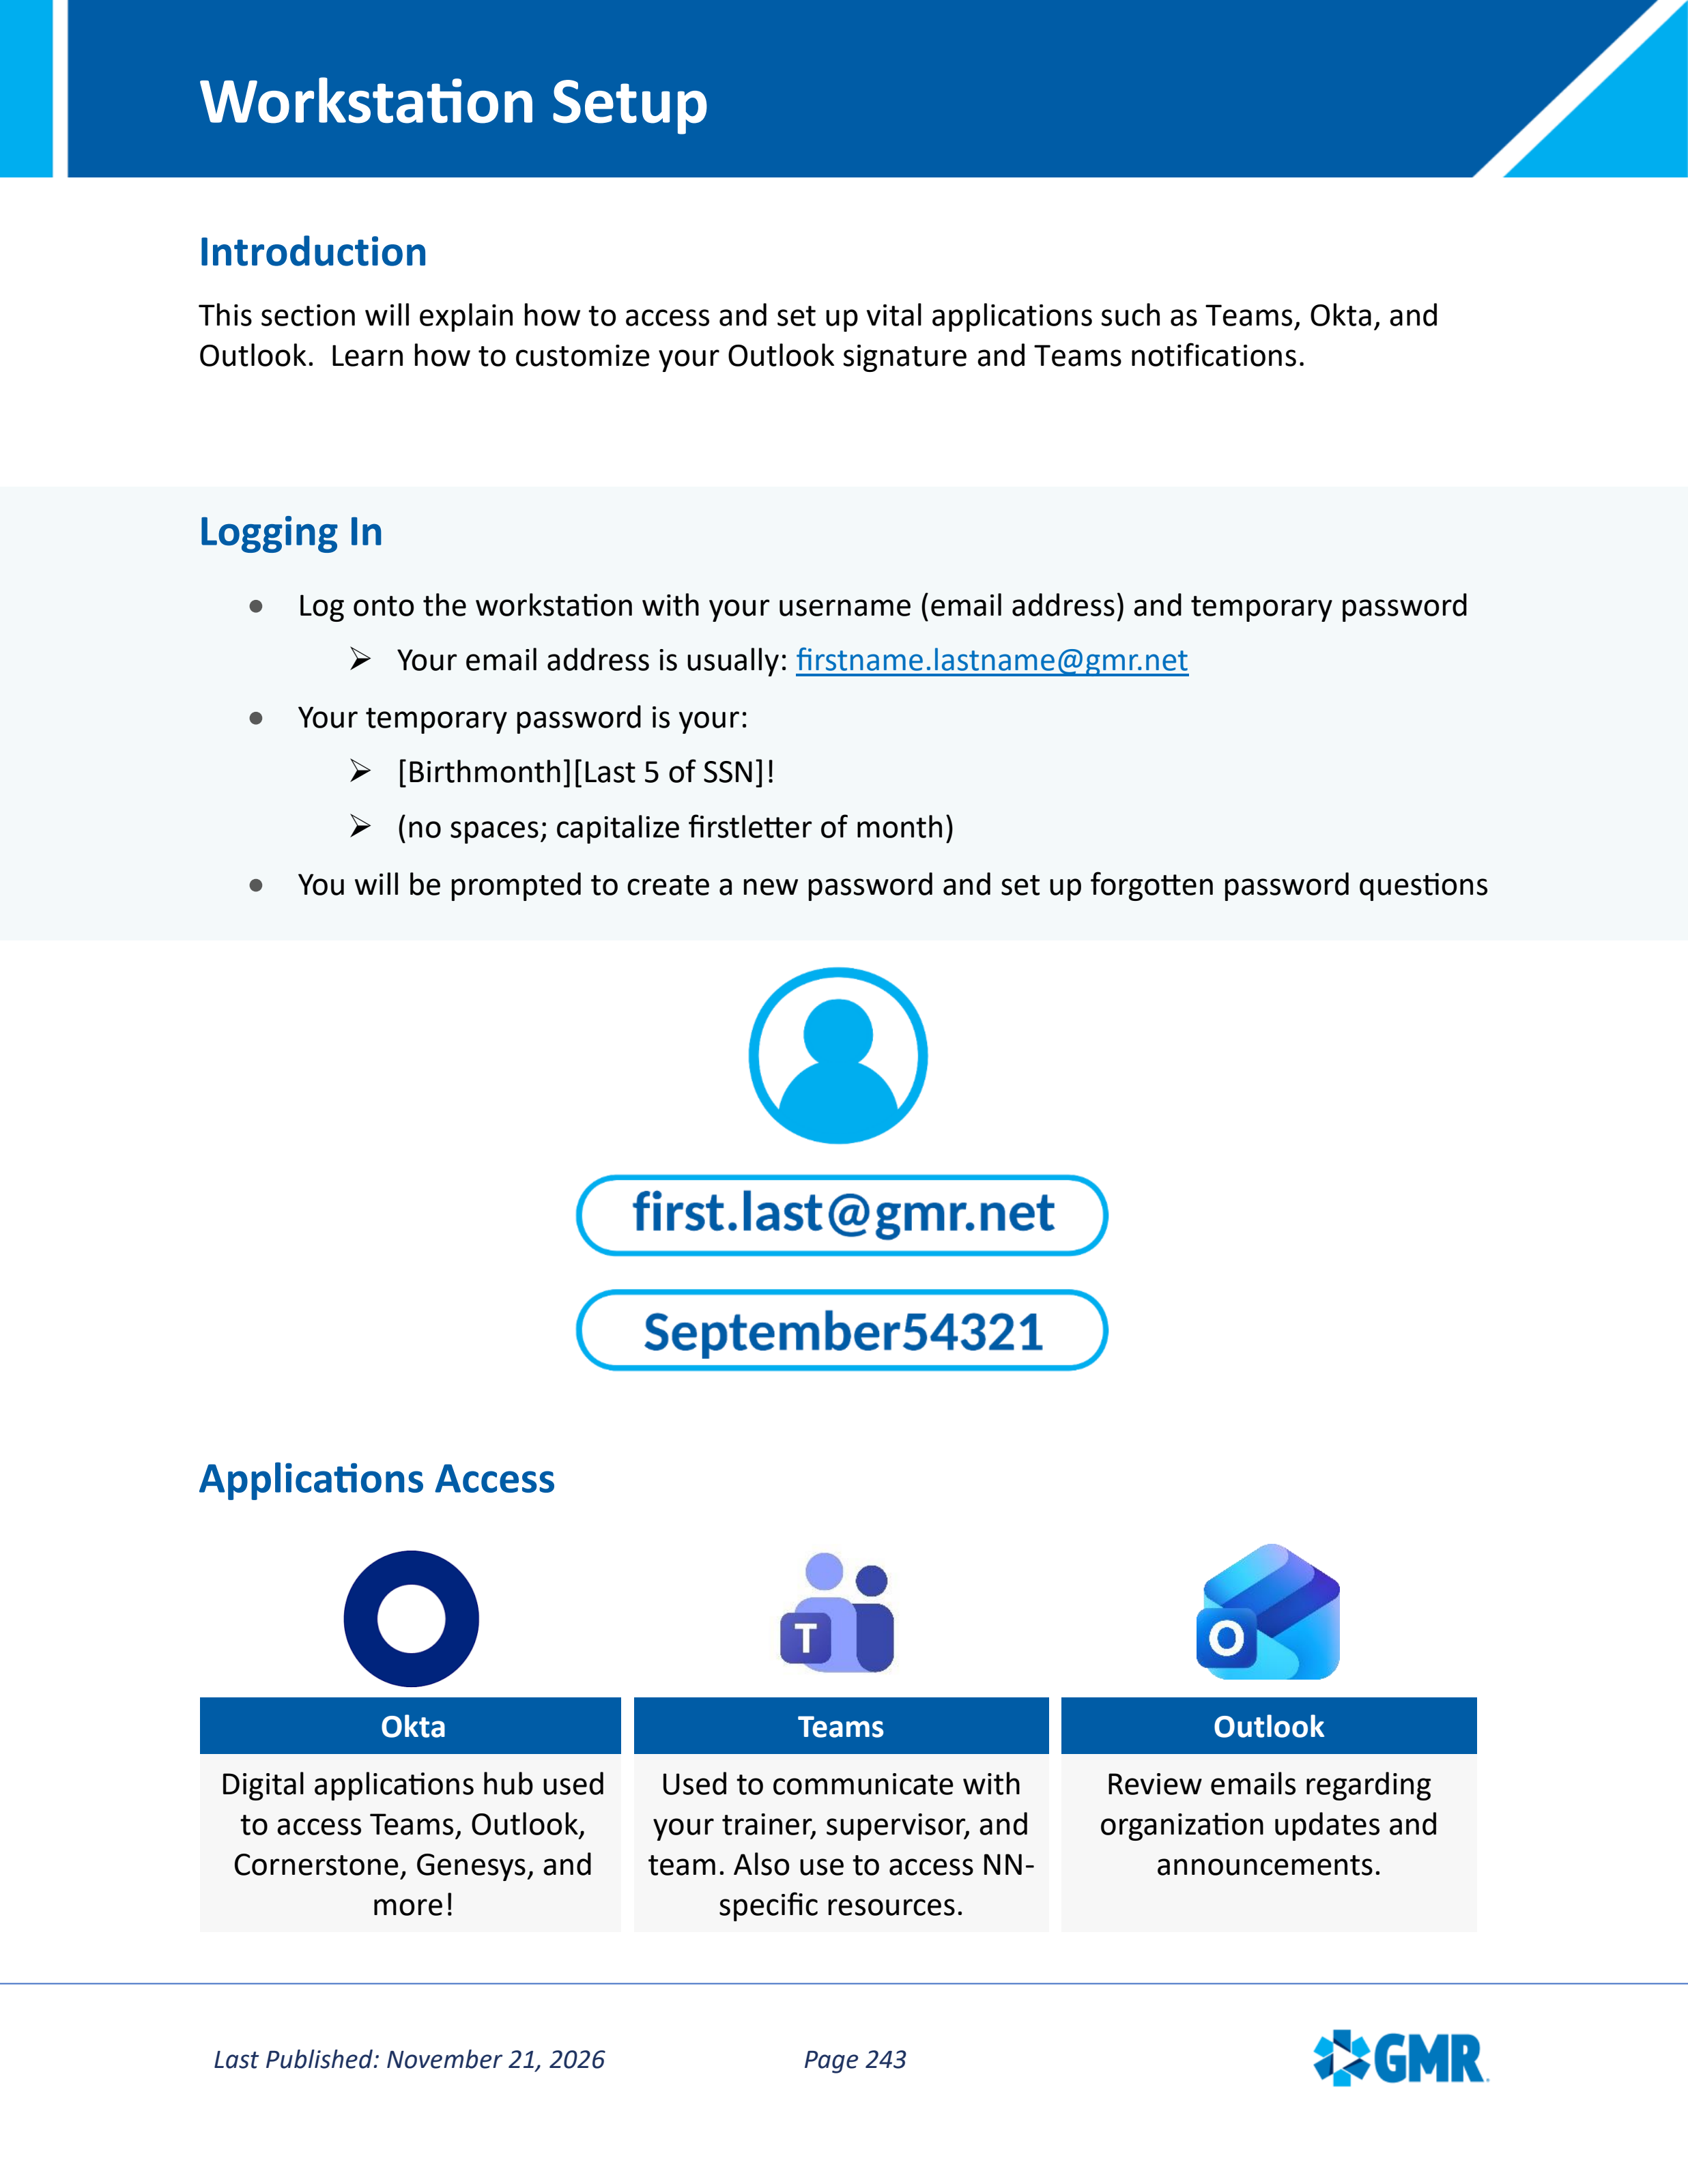 Workstation Setup
Introduction
This section will explain how to access and set up vital applications such as Teams, Okta, and
Outlook.  Learn how to customize your Outlook signature and Teams notifications.
Logging In
● Log onto the workstation with your username (email address) and temporary password
➢ Your email address is usually: firstname.lastname@gmr.net
● Your temporary password is your:
➢ [Birthmonth][Last 5 of SSN]!
➢ (no spaces; capitalize firstletter of month)
● You will be prompted to create a new password and set up forgotten password questions
first.last@gmr.net
September54321
Applications Access
T
O
Okta
Teams
Outlook
Digital applications hub used
to access Teams, Outlook,
Cornerstone, Genesys, and
more!
Used to communicate with
your trainer, supervisor, and
team. Also use to access NN-
specific resources.
Review emails regarding
organization updates and
announcements.
Last Published: November 21, 2026
Page 243
GMR